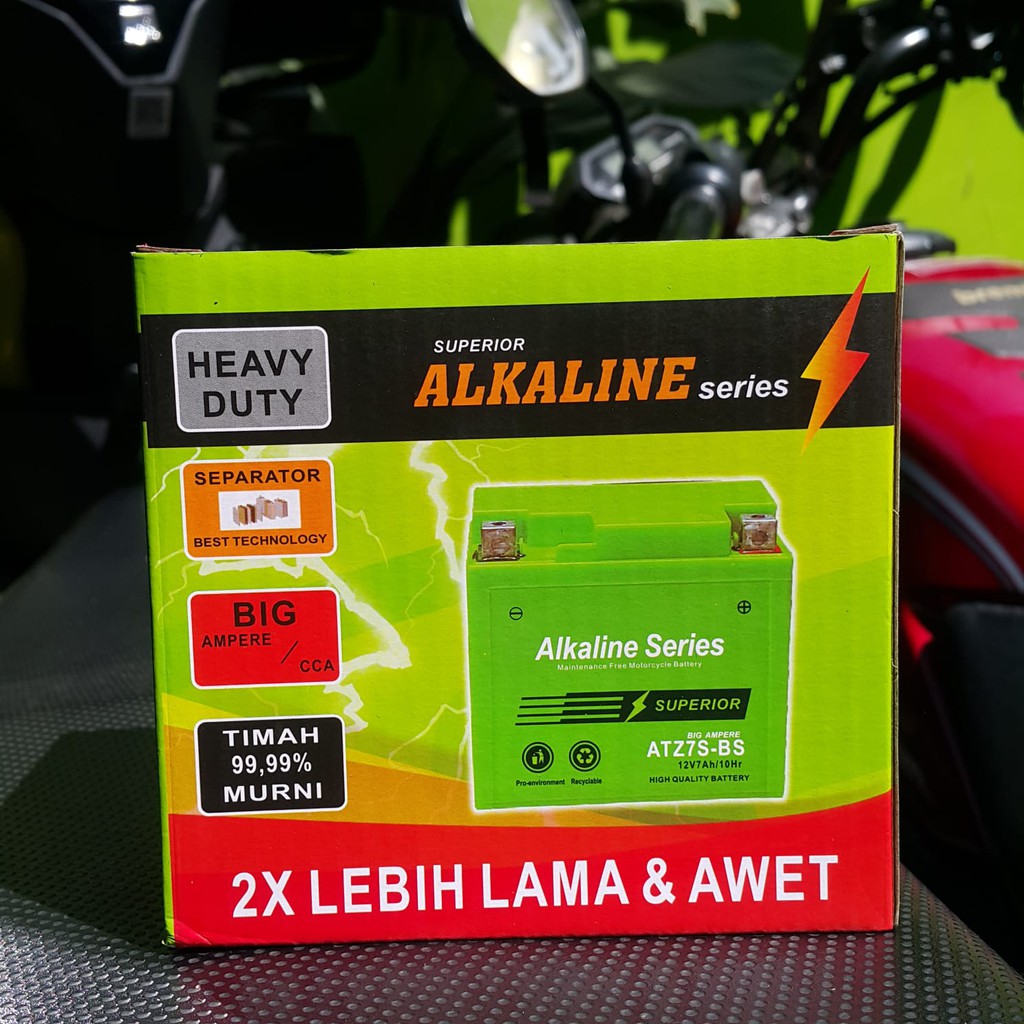 HEAVY
DUTY
SUPERIOR
ALKALINE series
SEPARATOR
BEST TECHNOLOGY
BIG
AMPERE / CCA
TIMAH
99,99%
MURNI
Alkaline Series
Maintenance Free Motorcycle Battery
SUPERIOR
BIG AMPERE
ATZ7S-BS
12V7Ah/10Hr
HIGH QUALITY BATTERY
Pro-environment Recyclable
2X LEBIH LAMA & AWET